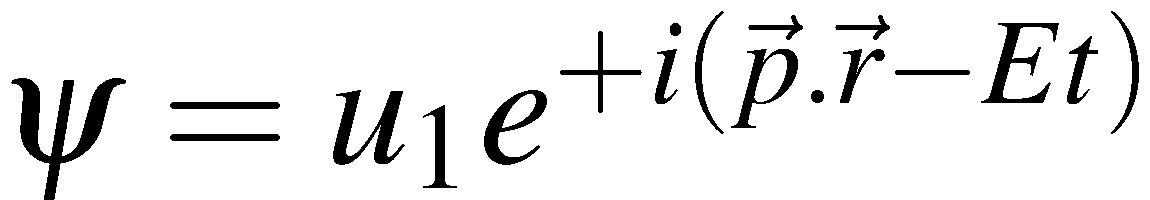 ψ = u₁e^{+i(p⃗.r⃗−Et)}